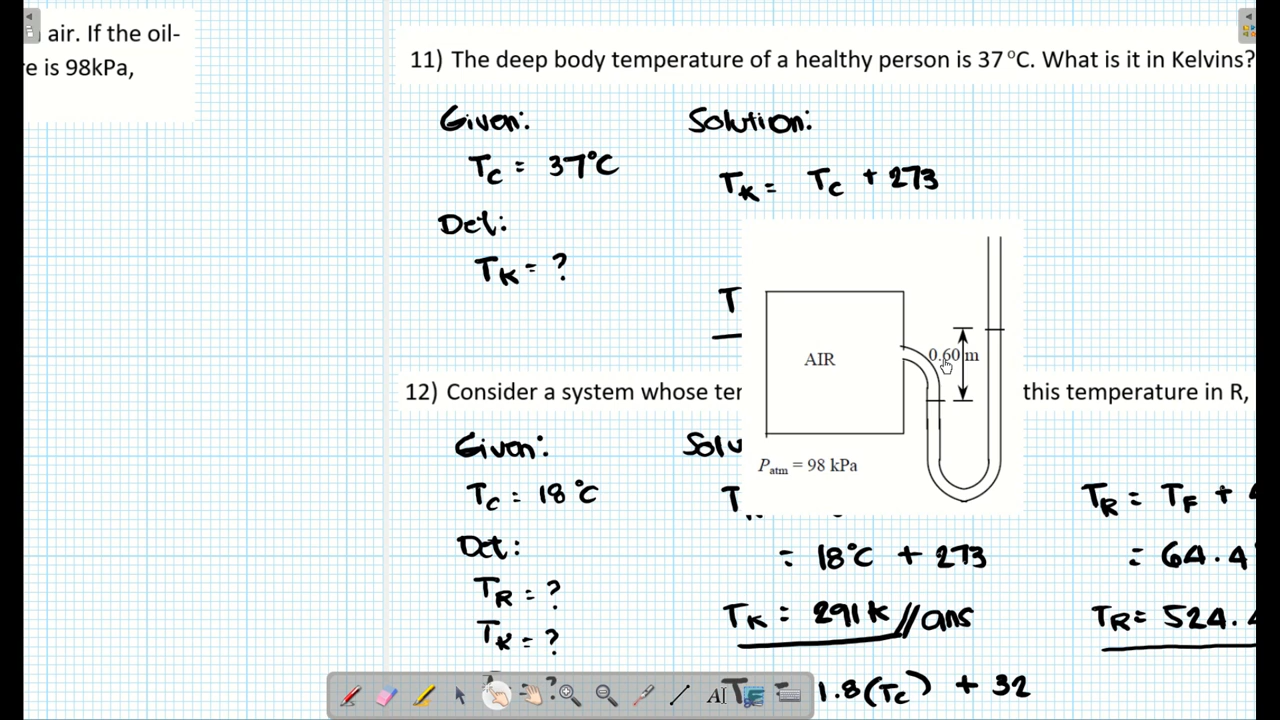 air. If the oil-
e is 98kPa,
11) The deep body temperature of a healthy person is 37 °C. What is it in Kelvins?
Given:
Tc = 37°C
Det:
TK = ?
Solution:
TK = Tc + 273
T
AIR
0.60 m
Patm = 98 kPa
12) Consider a system whose ter
this temperature in R,
Given:
Tc = 18°C
Det:
TR = ?
TK = ?
?
Solu
= 18°C + 273
TK = 291K // ans
1.8(Tc) + 32
TR = TF +
= 64.4
TR = 524.
A